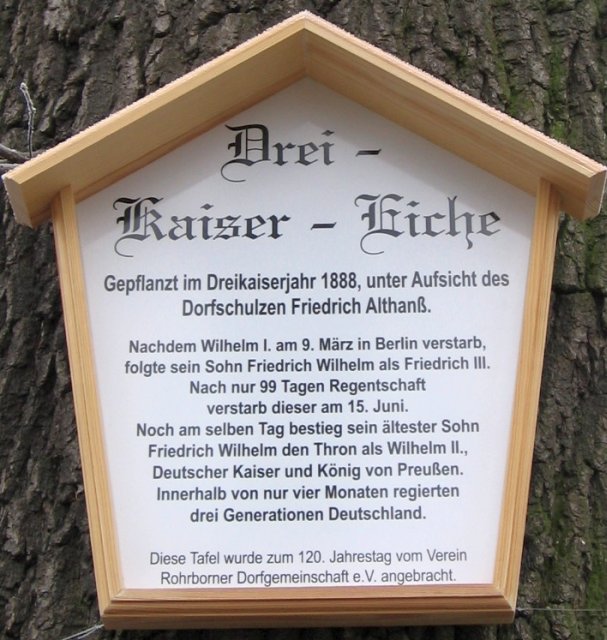 Drei -
Kaiser - Eiche
Gepflanzt im Dreikaiserjahr 1888, unter Aufsicht des
Dorfschulzen Friedrich Althanß.
Nachdem Wilhelm I. am 9. März in Berlin verstarb,
folgte sein Sohn Friedrich Wilhelm als Friedrich III.
Nach nur 99 Tagen Regentschaft
verstarb dieser am 15. Juni.
Noch am selben Tag bestieg sein ältester Sohn
Friedrich Wilhelm den Thron als Wilhelm II.,
Deutscher Kaiser und König von Preußen.
Innerhalb von nur vier Monaten regierten
drei Generationen Deutschland.
Diese Tafel wurde zum 120. Jahrestag vom Verein
Rohrborner Dorfgemeinschaft e.V. angebracht.